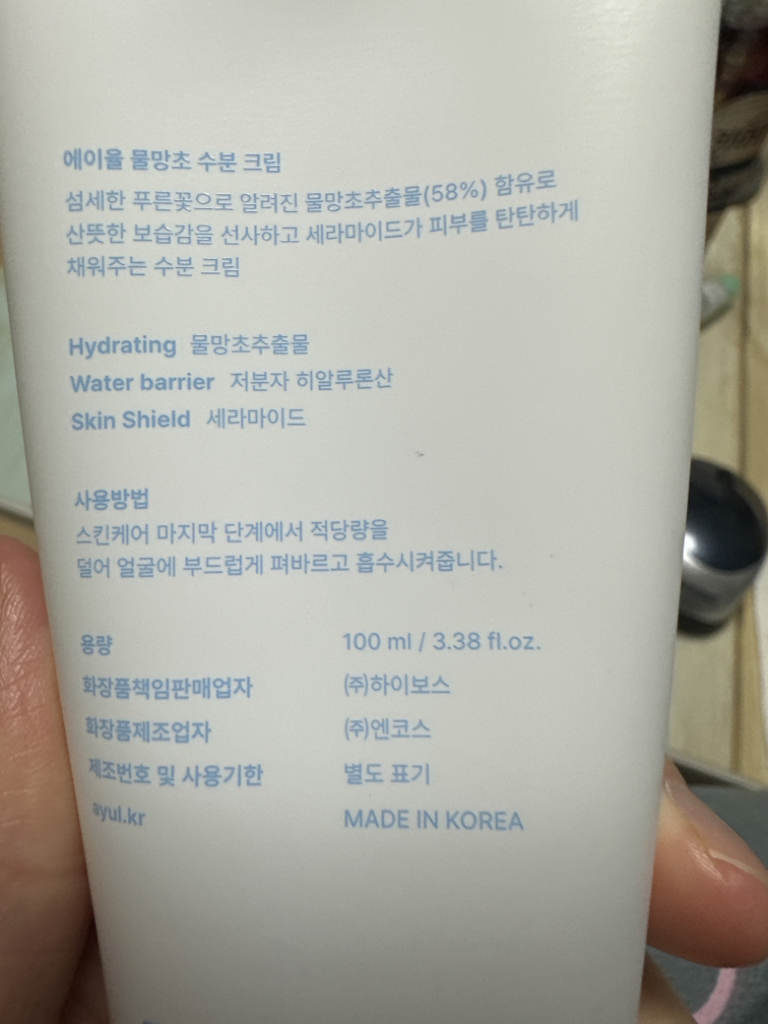 에이율 물망초 수분 크림
섬세한 푸른꽃으로 알려진 물망초추출물(58%) 함유로
산뜻한 보습감을 선사하고 세라마이드가 피부를 탄탄하게
채워주는 수분 크림
Hydrating 물망초추출물
Water barrier 저분자 히알루론산
Skin Shield 세라마이드
사용방법
스킨케어 마지막 단계에서 적당량을
덜어 얼굴에 부드럽게 펴바르고 흡수시켜줍니다.
용량 100 ml / 3.38 fl.oz.
화장품책임판매업자 ㈜하이보스
화장품제조업자 ㈜엔코스
제조번호 및 사용기한 별도 표기
ayul.kr MADE IN KOREA